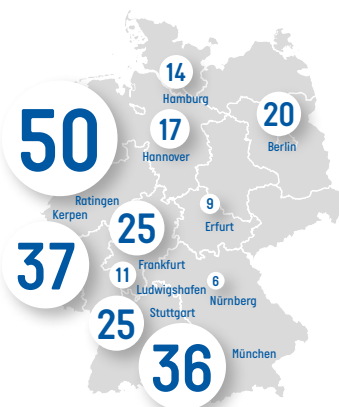 14
Hamburg
20
Berlin
17
Hannover
50
Ratingen
Kerpen
9
Erfurt
25
Frankfurt
37
11
Ludwigshafen
6
Nürnberg
Stuttgart
25
36
München